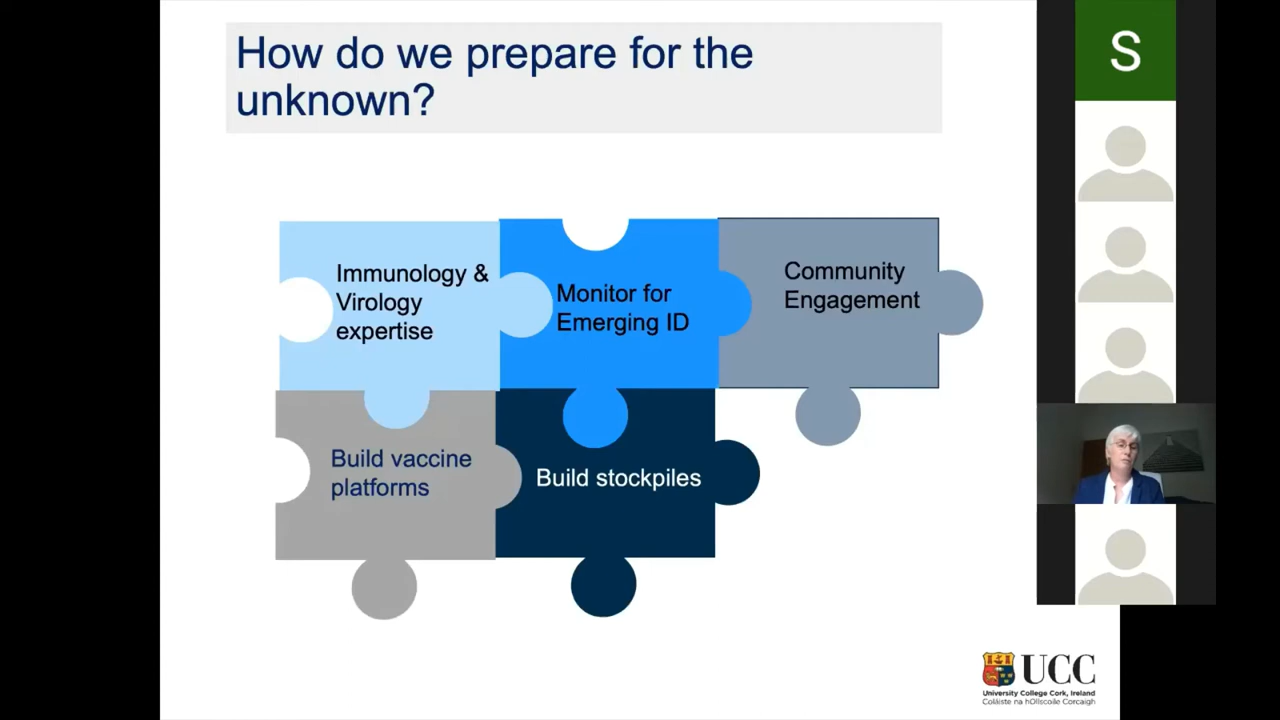 How do we prepare for the
unknown?
S
Immunology &
Virology
expertise
Monitor for
Emerging ID
Community
Engagement
Build vaccine
platforms
Build stockpiles
UCC
University College Cork, Ireland
Coláiste na hOllscoile Corcaigh